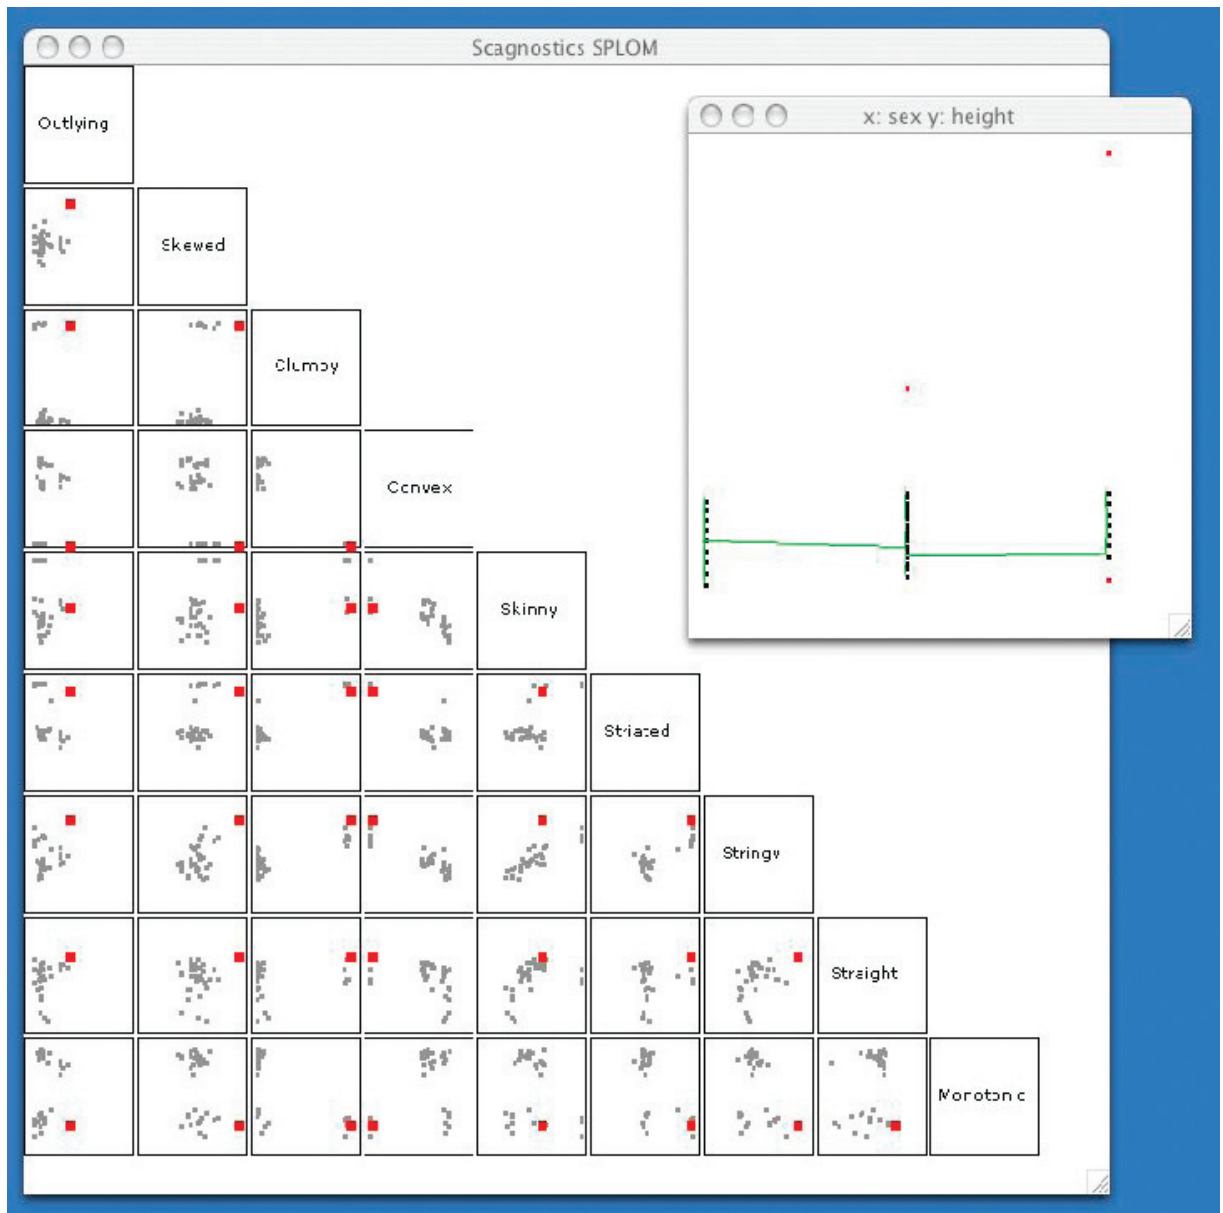 Scagnostics SPLOM
x: sex y: height
Outlying
Skewed
Clumpy
Convex
Skinny
Striated
Stringy
Straight
Monotonic